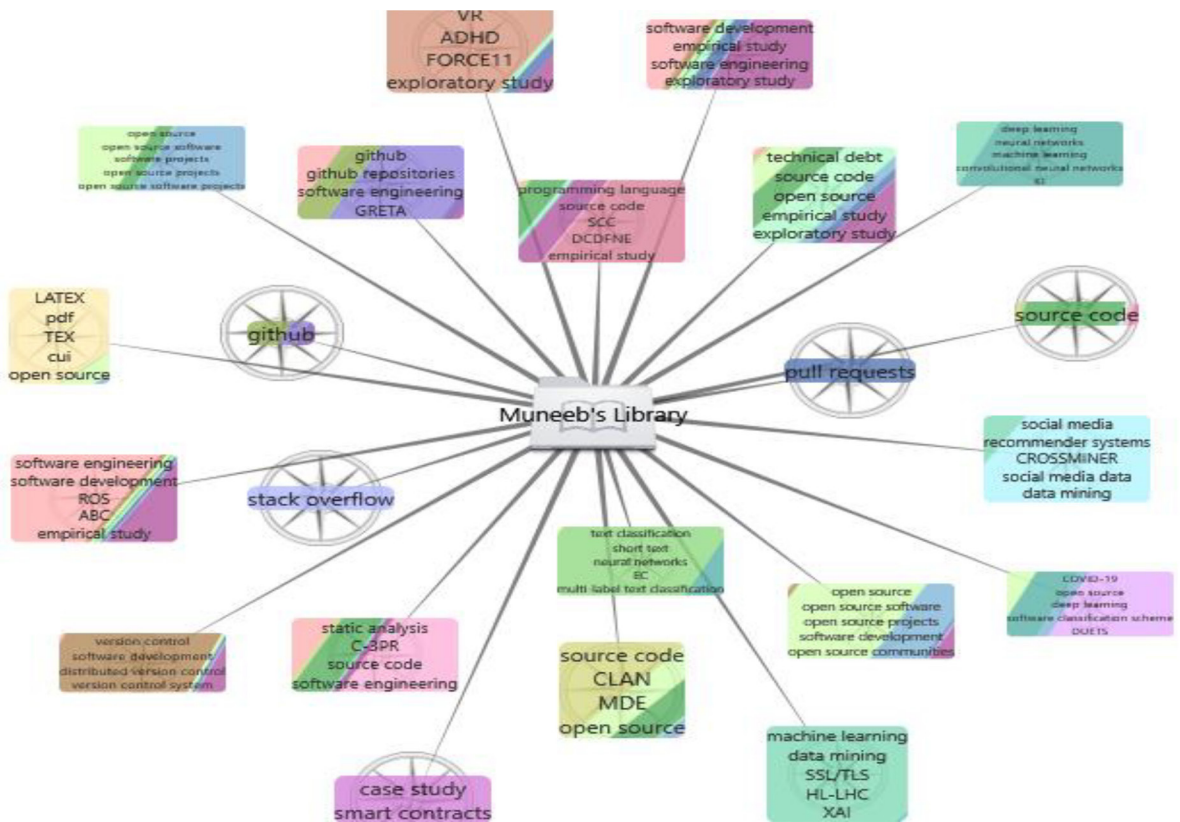 VR
ADHD
FORCE11
exploratory study
software development
empirical study
software engineering
exploratory study
open source
open source software
software projects
open source projects
open source software projects
github
github repositories
software engineering
GRETA
programming language
source code
SCC
DCDFNE
empirical study
technical debt
source code
open source
empirical study
exploratory study
deep learning
neural networks
machine learning
convolutional neural networks
LATEX
pdf
TEX
cui
open source
github
source code
pull requests
Muneeb's Library
social media
recommender systems
CROSSMINER
social media data
data mining
software engineering
software development
ROS
ABC
empirical study
stack overflow
text classification
short text
neural networks
EC
multi-label text classification
COVID-19
open source
deep learning
software classification scheme
DUETS
open source
open source software
open source projects
software development
open source communities
version control
software development
distributed version control
version control system
static analysis
C-3PR
source code
software engineering
source code
CLAN
MDE
open source
machine learning
data mining
SSL/TLS
HL-LHC
XAI
case study
smart contracts